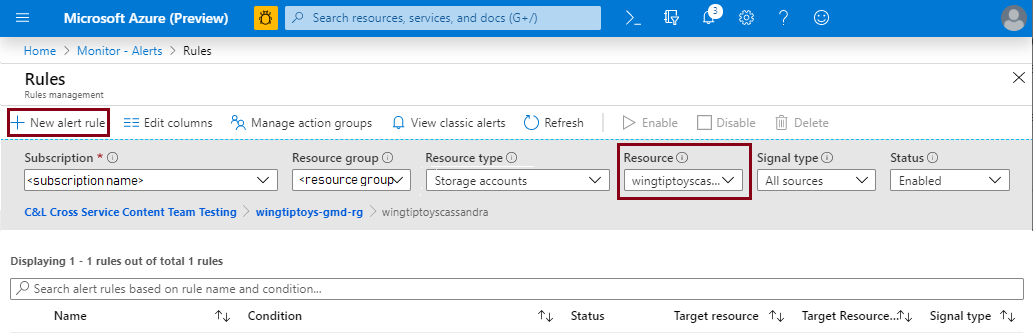 Microsoft Azure (Preview) Search resources, services, and docs (G+/) 3
Home > Monitor - Alerts > Rules
Rules
Rules management
New alert rule Edit columns Manage action groups View classic alerts Refresh Enable Disable Delete
Subscription * Resource group Resource type Resource Signal type Status
<subscription name> <resource group Storage accounts wingtiptoyscas... All sources Enabled
C&L Cross Service Content Team Testing > wingtiptoys-gmd-rg > wingtiptoyscassandra
Displaying 1 - 1 rules out of total 1 rules
Search alert rules based on rule name and condition...
Name Condition Status Target resource Target Resource... Signal type